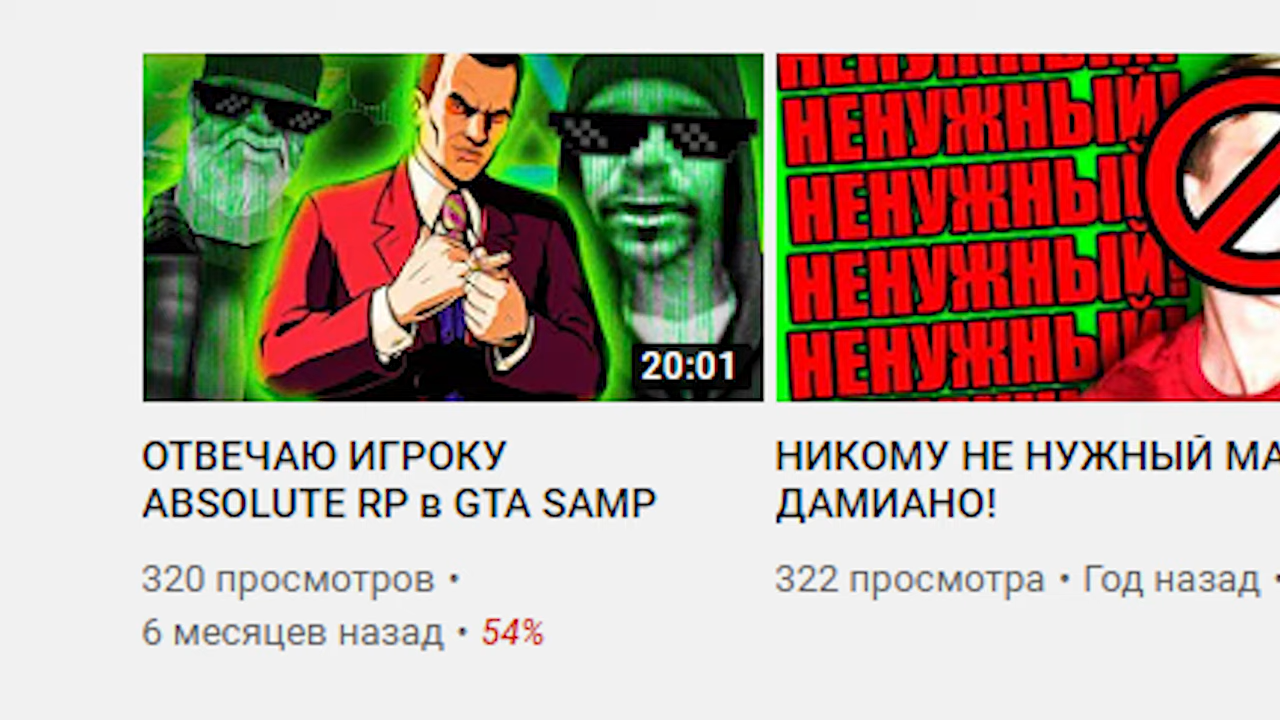 НЕНУЖНЫЙ!
НЕНУЖНЫЙ!
НЕНУЖНЫЙ
НЕНУЖНЫЙ!
НЕНУЖНЫЙ!
20:01
ОТВЕЧАЮ ИГРОКУ
ABSOLUTE RP в GTA SAMP
320 просмотров •
6 месяцев назад • 54%
НИКОМУ НЕ НУЖНЫЙ
ДАМИАНО!
322 просмотра • Год назад •